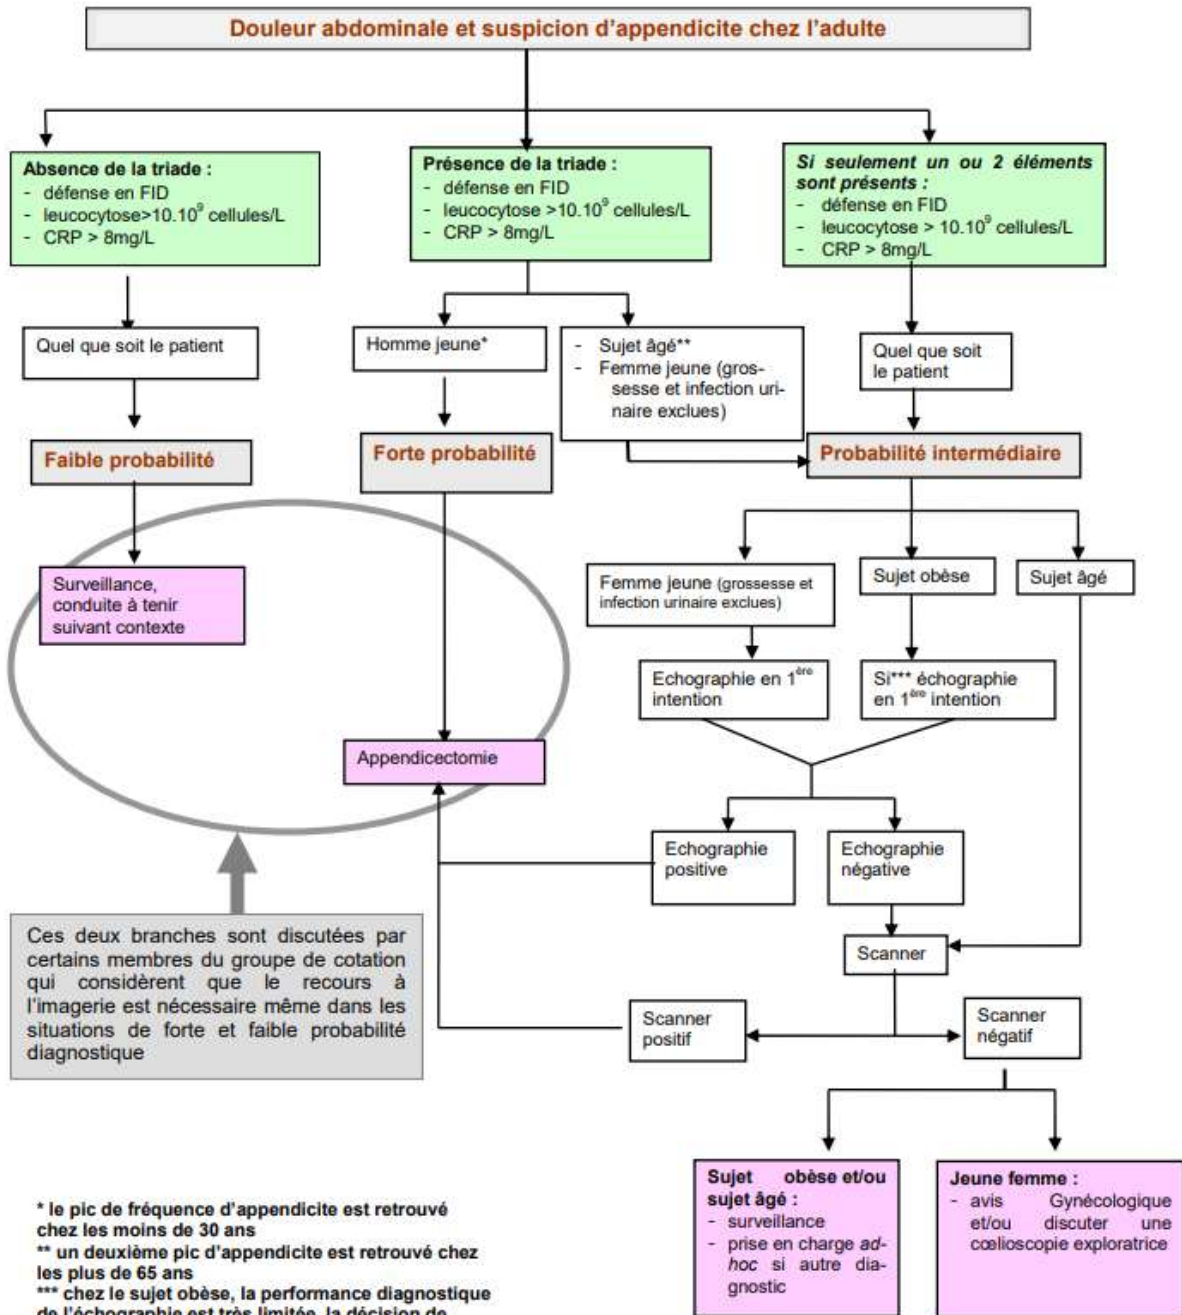 Douleur abdominale et suspicion d'appendicite chez l'adulte
Absence de la triade :
- défense en FID
- leucocytose>10.10⁹ cellules/L
- CRP > 8mg/L
Présence de la triade :
- défense en FID
- leucocytose >10.10⁹ cellules/L
- CRP > 8mg/L
Si seulement un ou 2 éléments
sont présents :
- défense en FID
- leucocytose > 10.10⁹ cellules/L
- CRP > 8mg/L
Quel que soit le patient
Homme jeune*
- Sujet âgé**
- Femme jeune (gros-
sesse et infection uri-
naire exclues)
Quel que soit
le patient
Faible probabilité
Forte probabilité
Probabilité intermédiaire
Surveillance,
conduite à tenir
suivant contexte
Femme jeune (grossesse et
infection urinaire exclues)
Sujet obèse
Sujet âgé
Echographie en 1ère
intention
Si*** échographie
en 1ère intention
Appendicectomie
Echographie
positive
Echographie
négative
Scanner
Ces deux branches sont discutées par
certains membres du groupe de cotation
qui considèrent que le recours à
l'imagerie est nécessaire même dans les
situations de forte et faible probabilité
diagnostique
Scanner
positif
Scanner
négatif
Sujet obèse et/ou
sujet âgé :
- surveillance
- prise en charge ad-
hoc si autre dia-
gnostic
Jeune femme :
- avis Gynécologique
et/ou discuter une
cœlioscopie exploratrice
* le pic de fréquence d'appendicite est retrouvé
chez les moins de 30 ans
** un deuxième pic d'appendicite est retrouvé chez
les plus de 65 ans
*** chez le sujet obèse, la performance diagnostique
de l'échographie est très limitée, la décision de